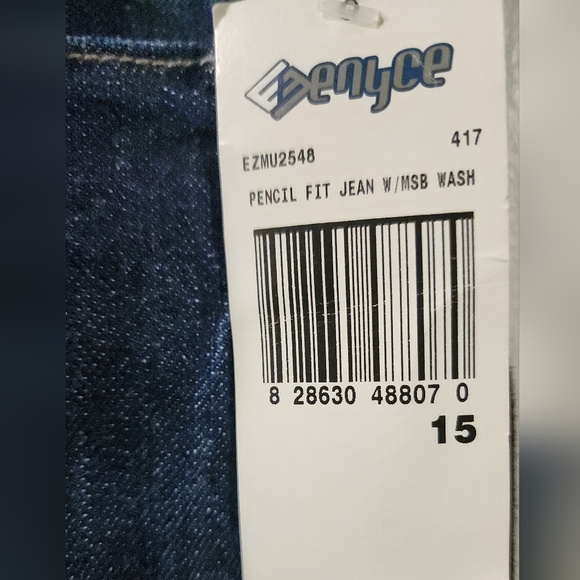 enyce
EZMU2548 417
PENCIL FIT JEAN W/MSB WASH
8 28630 48807 0
15